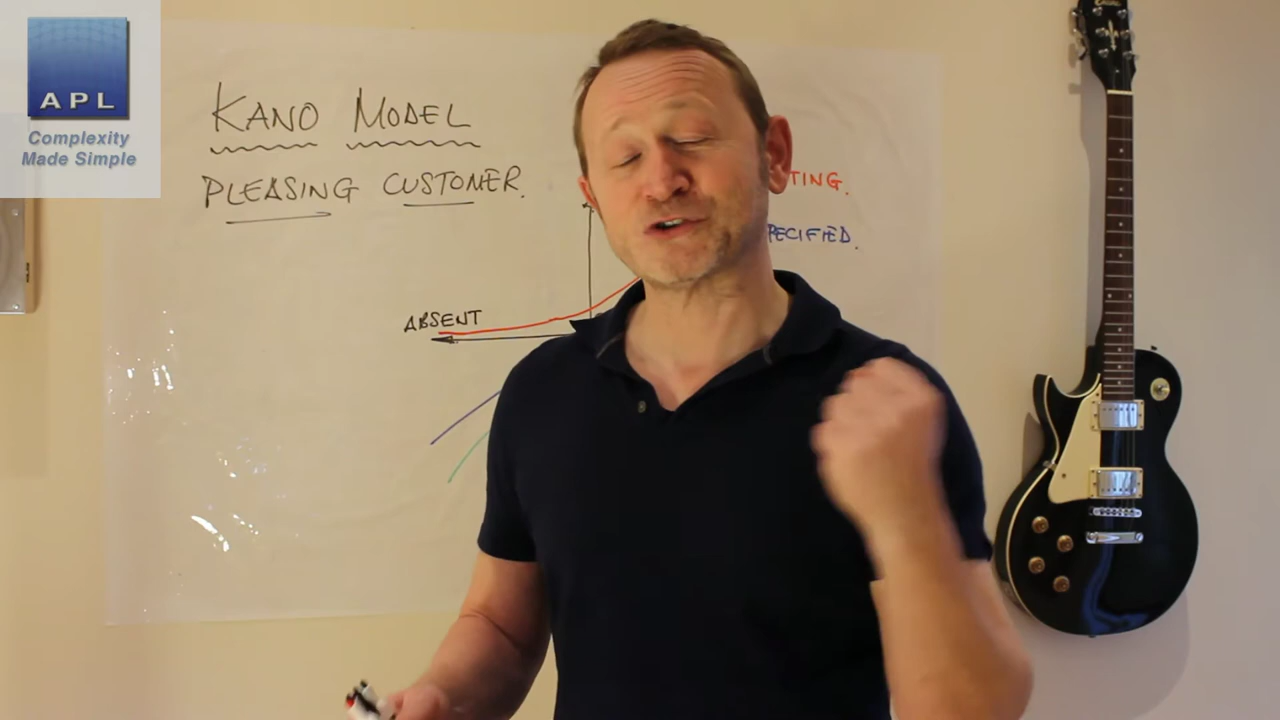 APL
Complexity
Made Simple
KANO MODEL
PLEASING CUSTOMER.
TING.
PECIFIED.
ABSENT